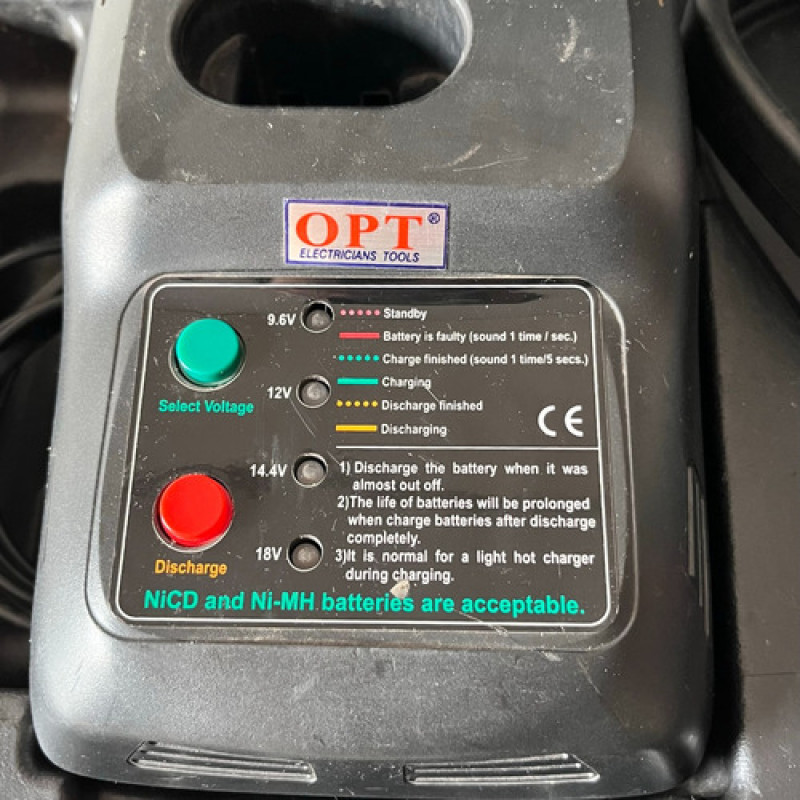 OPT®
ELECTRICIANS TOOLS
9.6V
Standby
Battery is faulty (sound 1 time / sec.)
Charge finished (sound 1 time/5 secs.)
12V
Charging
Select Voltage
Discharge finished
CE
Discharging
14.4V
1) Discharge the battery when it was
almost out off.
2)The life of batteries will be prolonged
when charge batteries after discharge
completely.
18V
3)It is normal for a light hot charger
Discharge
during charging.
NiCD and Ni-MH batteries are acceptable.